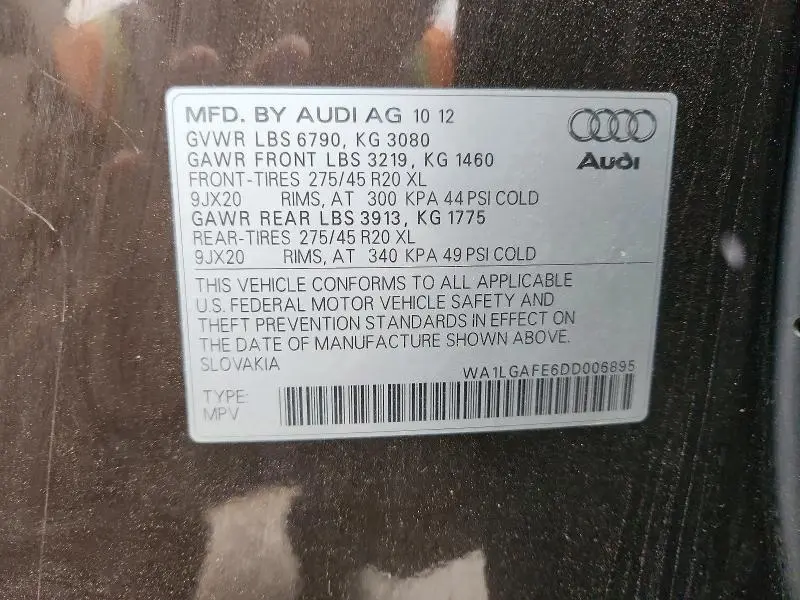 MFD. BY AUDI AG 10 12
GVWR LBS 6790, KG 3080
GAWR FRONT LBS 3219, KG 1460
FRONT-TIRES 275/45 R20 XL
9JX20 RIMS, AT 300 KPA 44 PSI COLD
GAWR REAR LBS 3913, KG 1775
REAR-TIRES 275/45 R20 XL
9JX20 RIMS, AT 340 KPA 49 PSI COLD
Audi
THIS VEHICLE CONFORMS TO ALL APPLICABLE
U.S. FEDERAL MOTOR VEHICLE SAFETY AND
THEFT PREVENTION STANDARDS IN EFFECT ON
THE DATE OF MANUFACTURE SHOWN ABOVE.
SLOVAKIA WA1LGAFE6DD006895
TYPE:
MPV